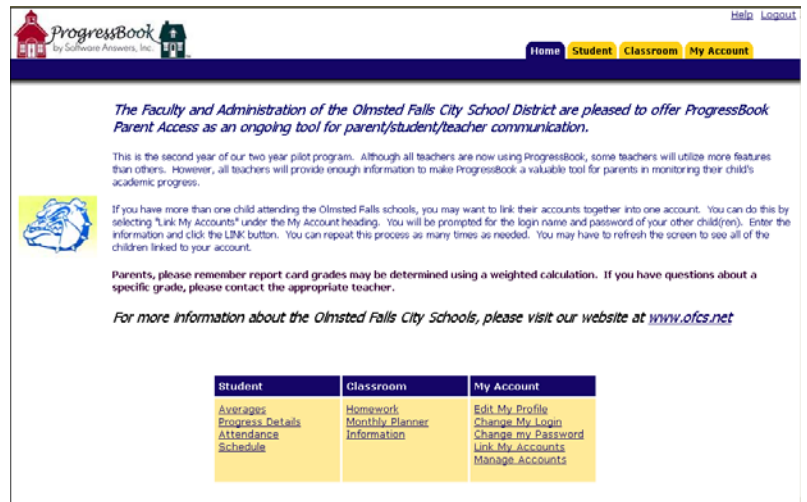 Help Logout
ProgressBook
by Software Answers, Inc.
Home Student Classroom My Account
The Faculty and Administration of the Olmsted Falls City School District are pleased to offer ProgressBook
Parent Access as an ongoing tool for parent/student/teacher communication.
This is the second year of our two year pilot program. Although all teachers are now using ProgressBook, some teachers will utilize more features
than others. However, all teachers will provide enough information to make ProgressBook a valuable tool for parents in monitoring their child's
academic progress.
If you have more than one child attending the Olmsted Falls schools, you may want to link their accounts together into one account. You can do this by
selecting "Link My Accounts" under the My Account heading. You will be prompted for the login name and password of your other child(ren). Enter the
information and click the LINK button. You can repeat this process as many times as needed. You may have to refresh the screen to see all of the
children linked to your account.
Parents, please remember report card grades may be determined using a weighted calculation. If you have questions about a
specific grade, please contact the appropriate teacher.
For more information about the Olmsted Falls City Schools, please visit our website at www.ofcs.net
Student Classroom My Account
Averages Homework Edit My Profile
Progress Details Monthly Planner Change My Login
Attendance Information Change my Password
Schedule Link My Accounts
Manage Accounts